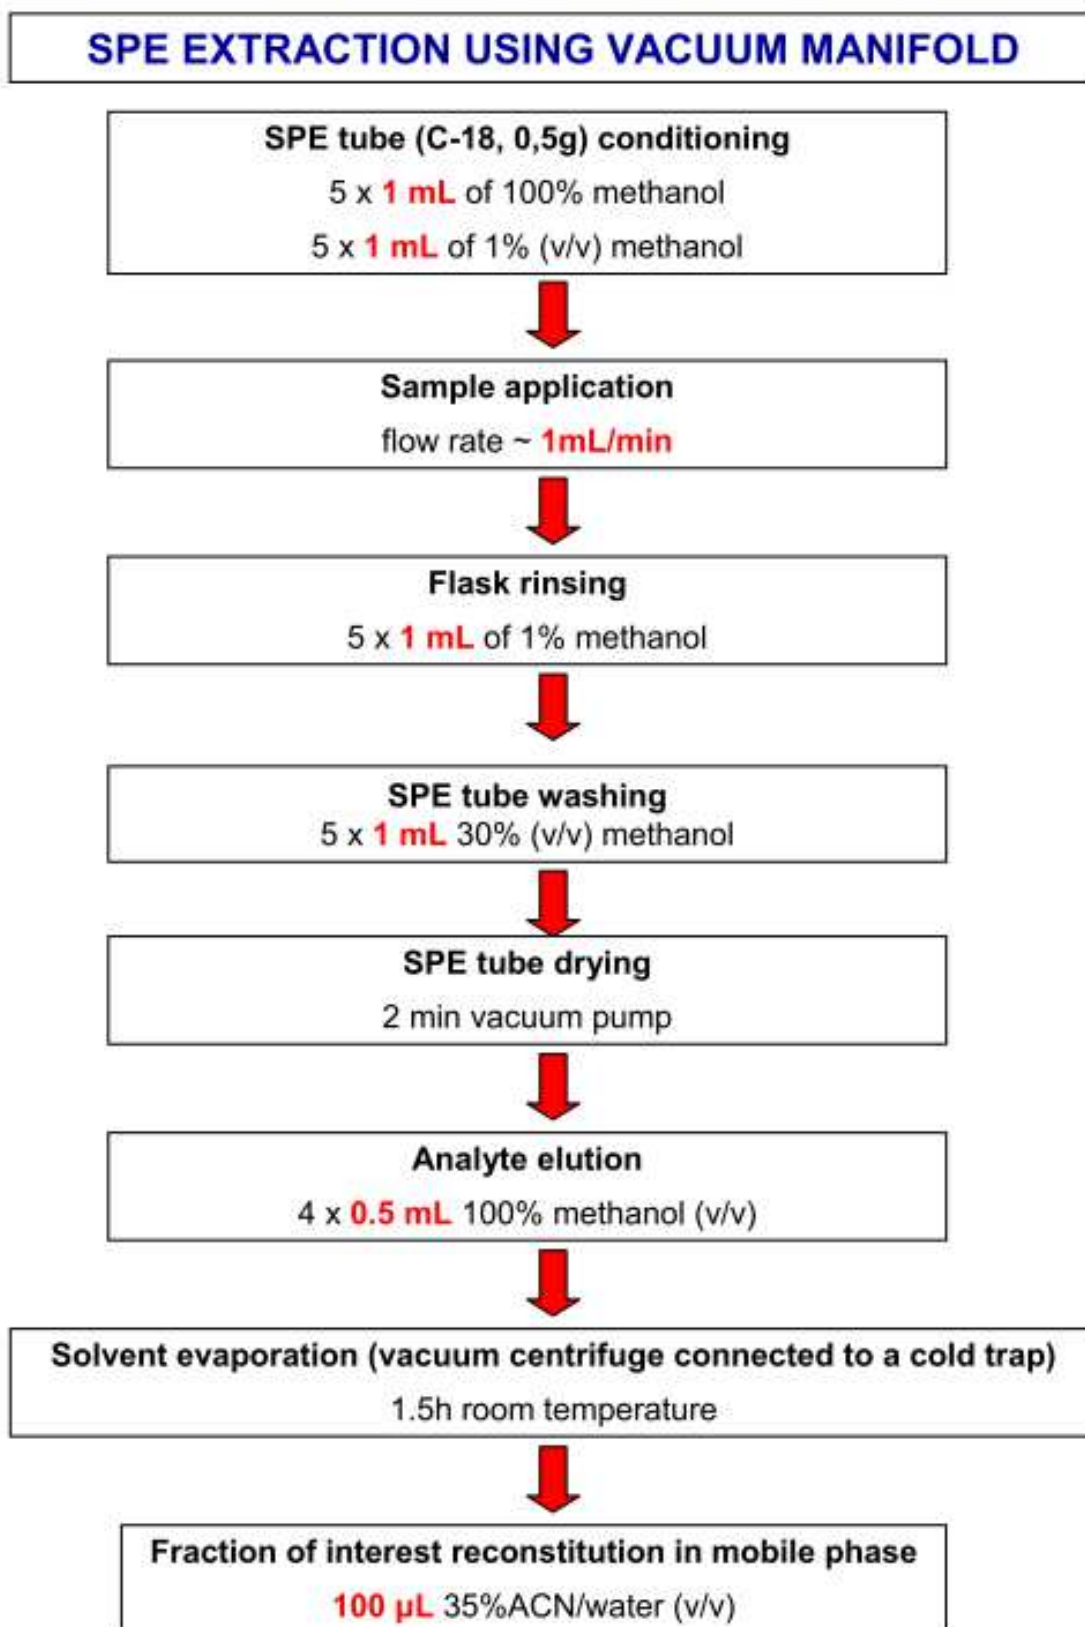 SPE EXTRACTION USING VACUUM MANIFOLD
SPE tube (C-18, 0,5g) conditioning
5 x 1 mL of 100% methanol
5 x 1 mL of 1% (v/v) methanol
Sample application
flow rate ~ 1mL/min
Flask rinsing
5 x 1 mL of 1% methanol
SPE tube washing
5 x 1 mL 30% (v/v) methanol
SPE tube drying
2 min vacuum pump
Analyte elution
4 x 0.5 mL 100% methanol (v/v)
Solvent evaporation (vacuum centrifuge connected to a cold trap)
1.5h room temperature
Fraction of interest reconstitution in mobile phase
100 µL 35%ACN/water (v/v)